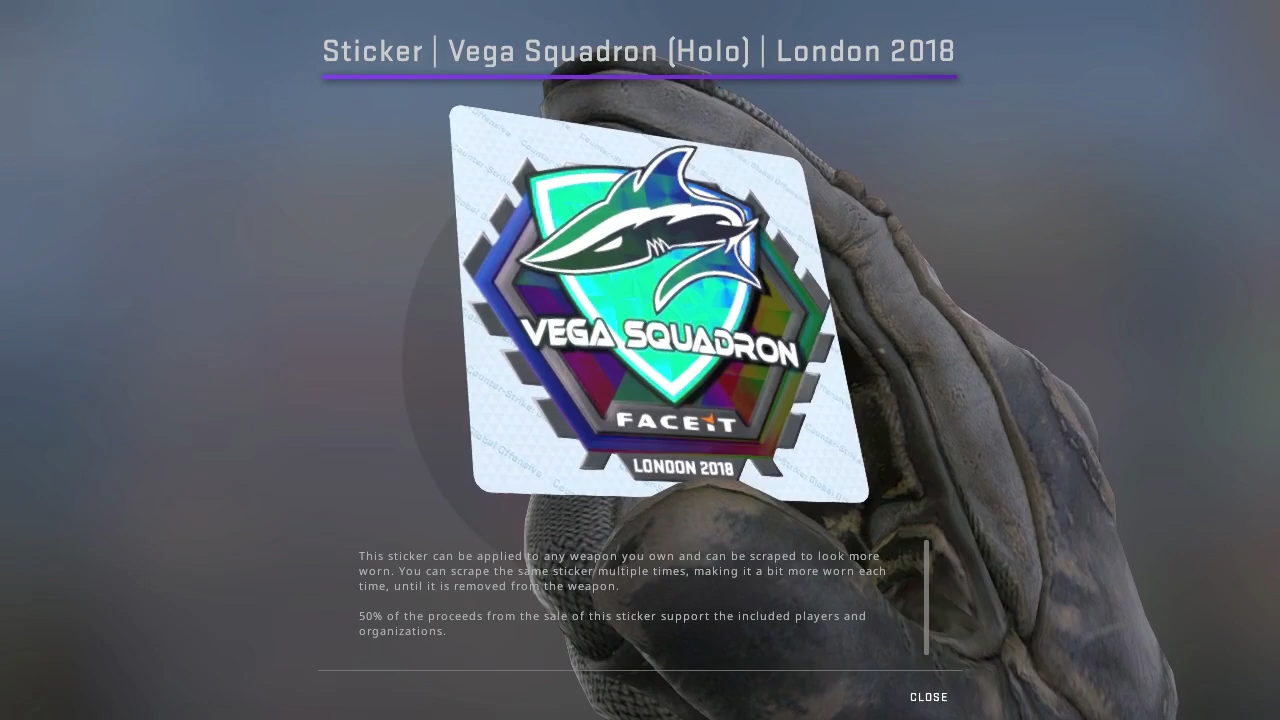 Sticker | Vega Squadron (Holo) | London 2018
VEGA SQUADRON
FACEIT
LONDON 2018
This sticker can be applied to any weapon you own and can be scraped to look more
worn. You can scrape the same sticker multiple times, making it a bit more worn each
time, until it is removed from the weapon.
50% of the proceeds from the sale of this sticker support the included players and
organizations.
CLOSE